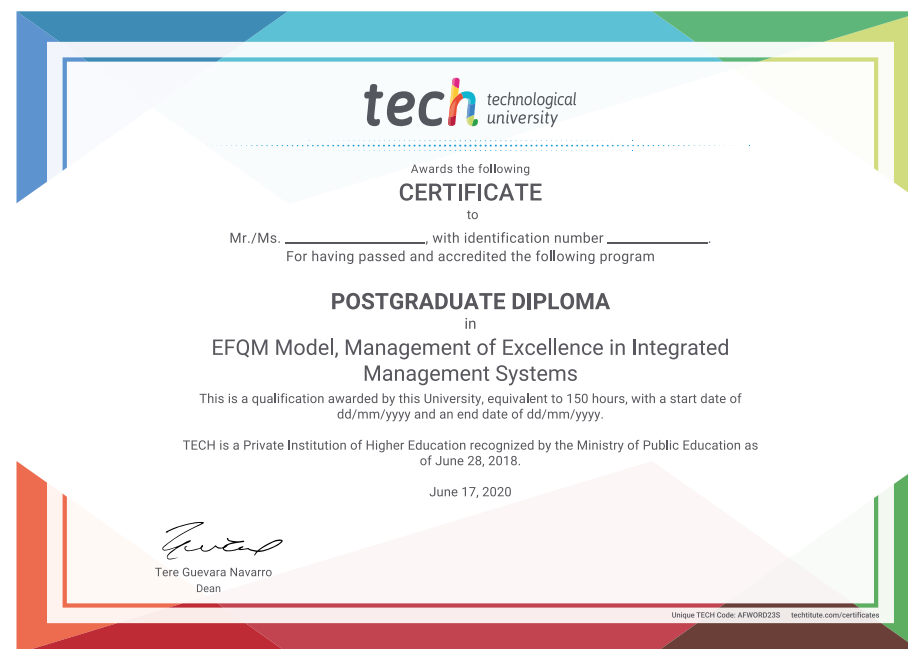 tech technological
university
Awards the following
CERTIFICATE
to
Mr./Ms. ____________________, with identification number ______________.
For having passed and accredited the following program
POSTGRADUATE DIPLOMA
in
EFQM Model, Management of Excellence in Integrated
Management Systems
This is a qualification awarded by this University, equivalent to 150 hours, with a start date of
dd/mm/yyyy and an end date of dd/mm/yyyy.
TECH is a Private Institution of Higher Education recognized by the Ministry of Public Education as
of June 28, 2018.
June 17, 2020
Tere Guevara Navarro
Dean
Unique TECH Code: AFWORD23S techtitute.com/certificates